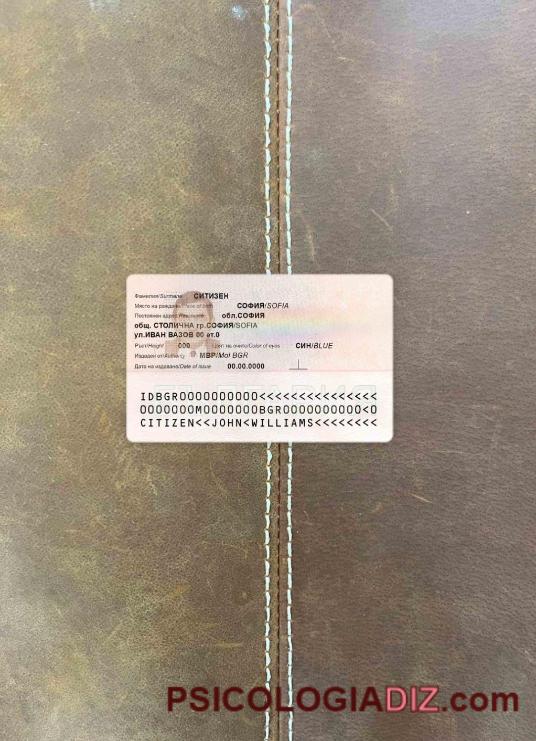 Фамилия/Surname СИТИЗЕН
Място на раждане/Place of birth СОФИЯ/SOFIA
Постоянен адрес/Residence обл.СОФИЯ
общ. СТОЛИЧНА гр.СОФИЯ/SOFIA
ул.ИВАН ВАЗОВ 00 ет.0
Ръст/Height 000 Цвят на очите/Color of eyes СИН/BLUE
Издаден от/Authority МВР/MoI BGR
Дата на издаване/Date of issue 00.00.0000
IDBGR0000000000<<<<<<<<<<<<<<<
0000000M0000000BGR0000000000<0
CITIZEN<<JOHN<WILLIAMS<<<<<<<<
PSICOLOGIADIZ.com